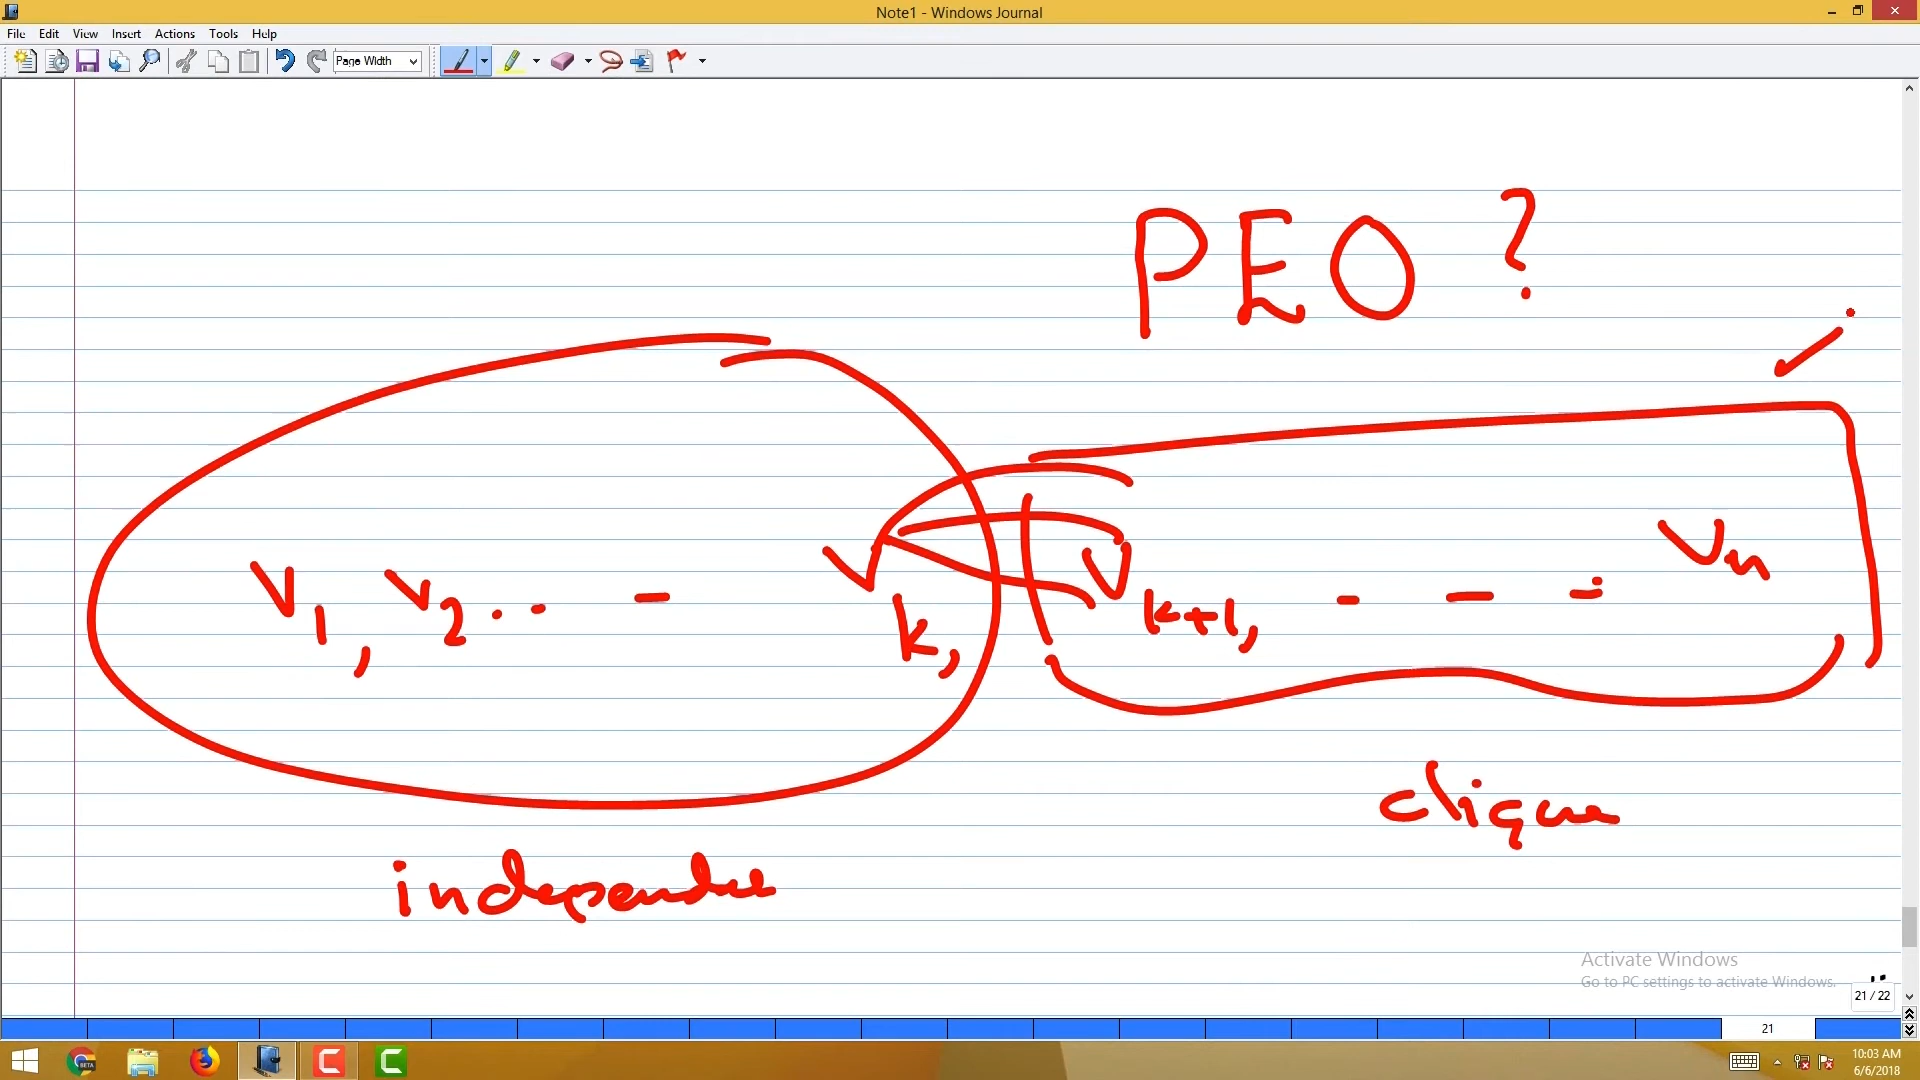 Note1 - Windows Journal
File Edit View Insert Actions Tools Help
Page Width
PEO ?
v1, v2 .. - vk, vk+1, - - - vn
clique
Activate Windows
Go to PC settings to activate Windows.
21 / 22
21
BETA
10:03 AM
6/6/2018